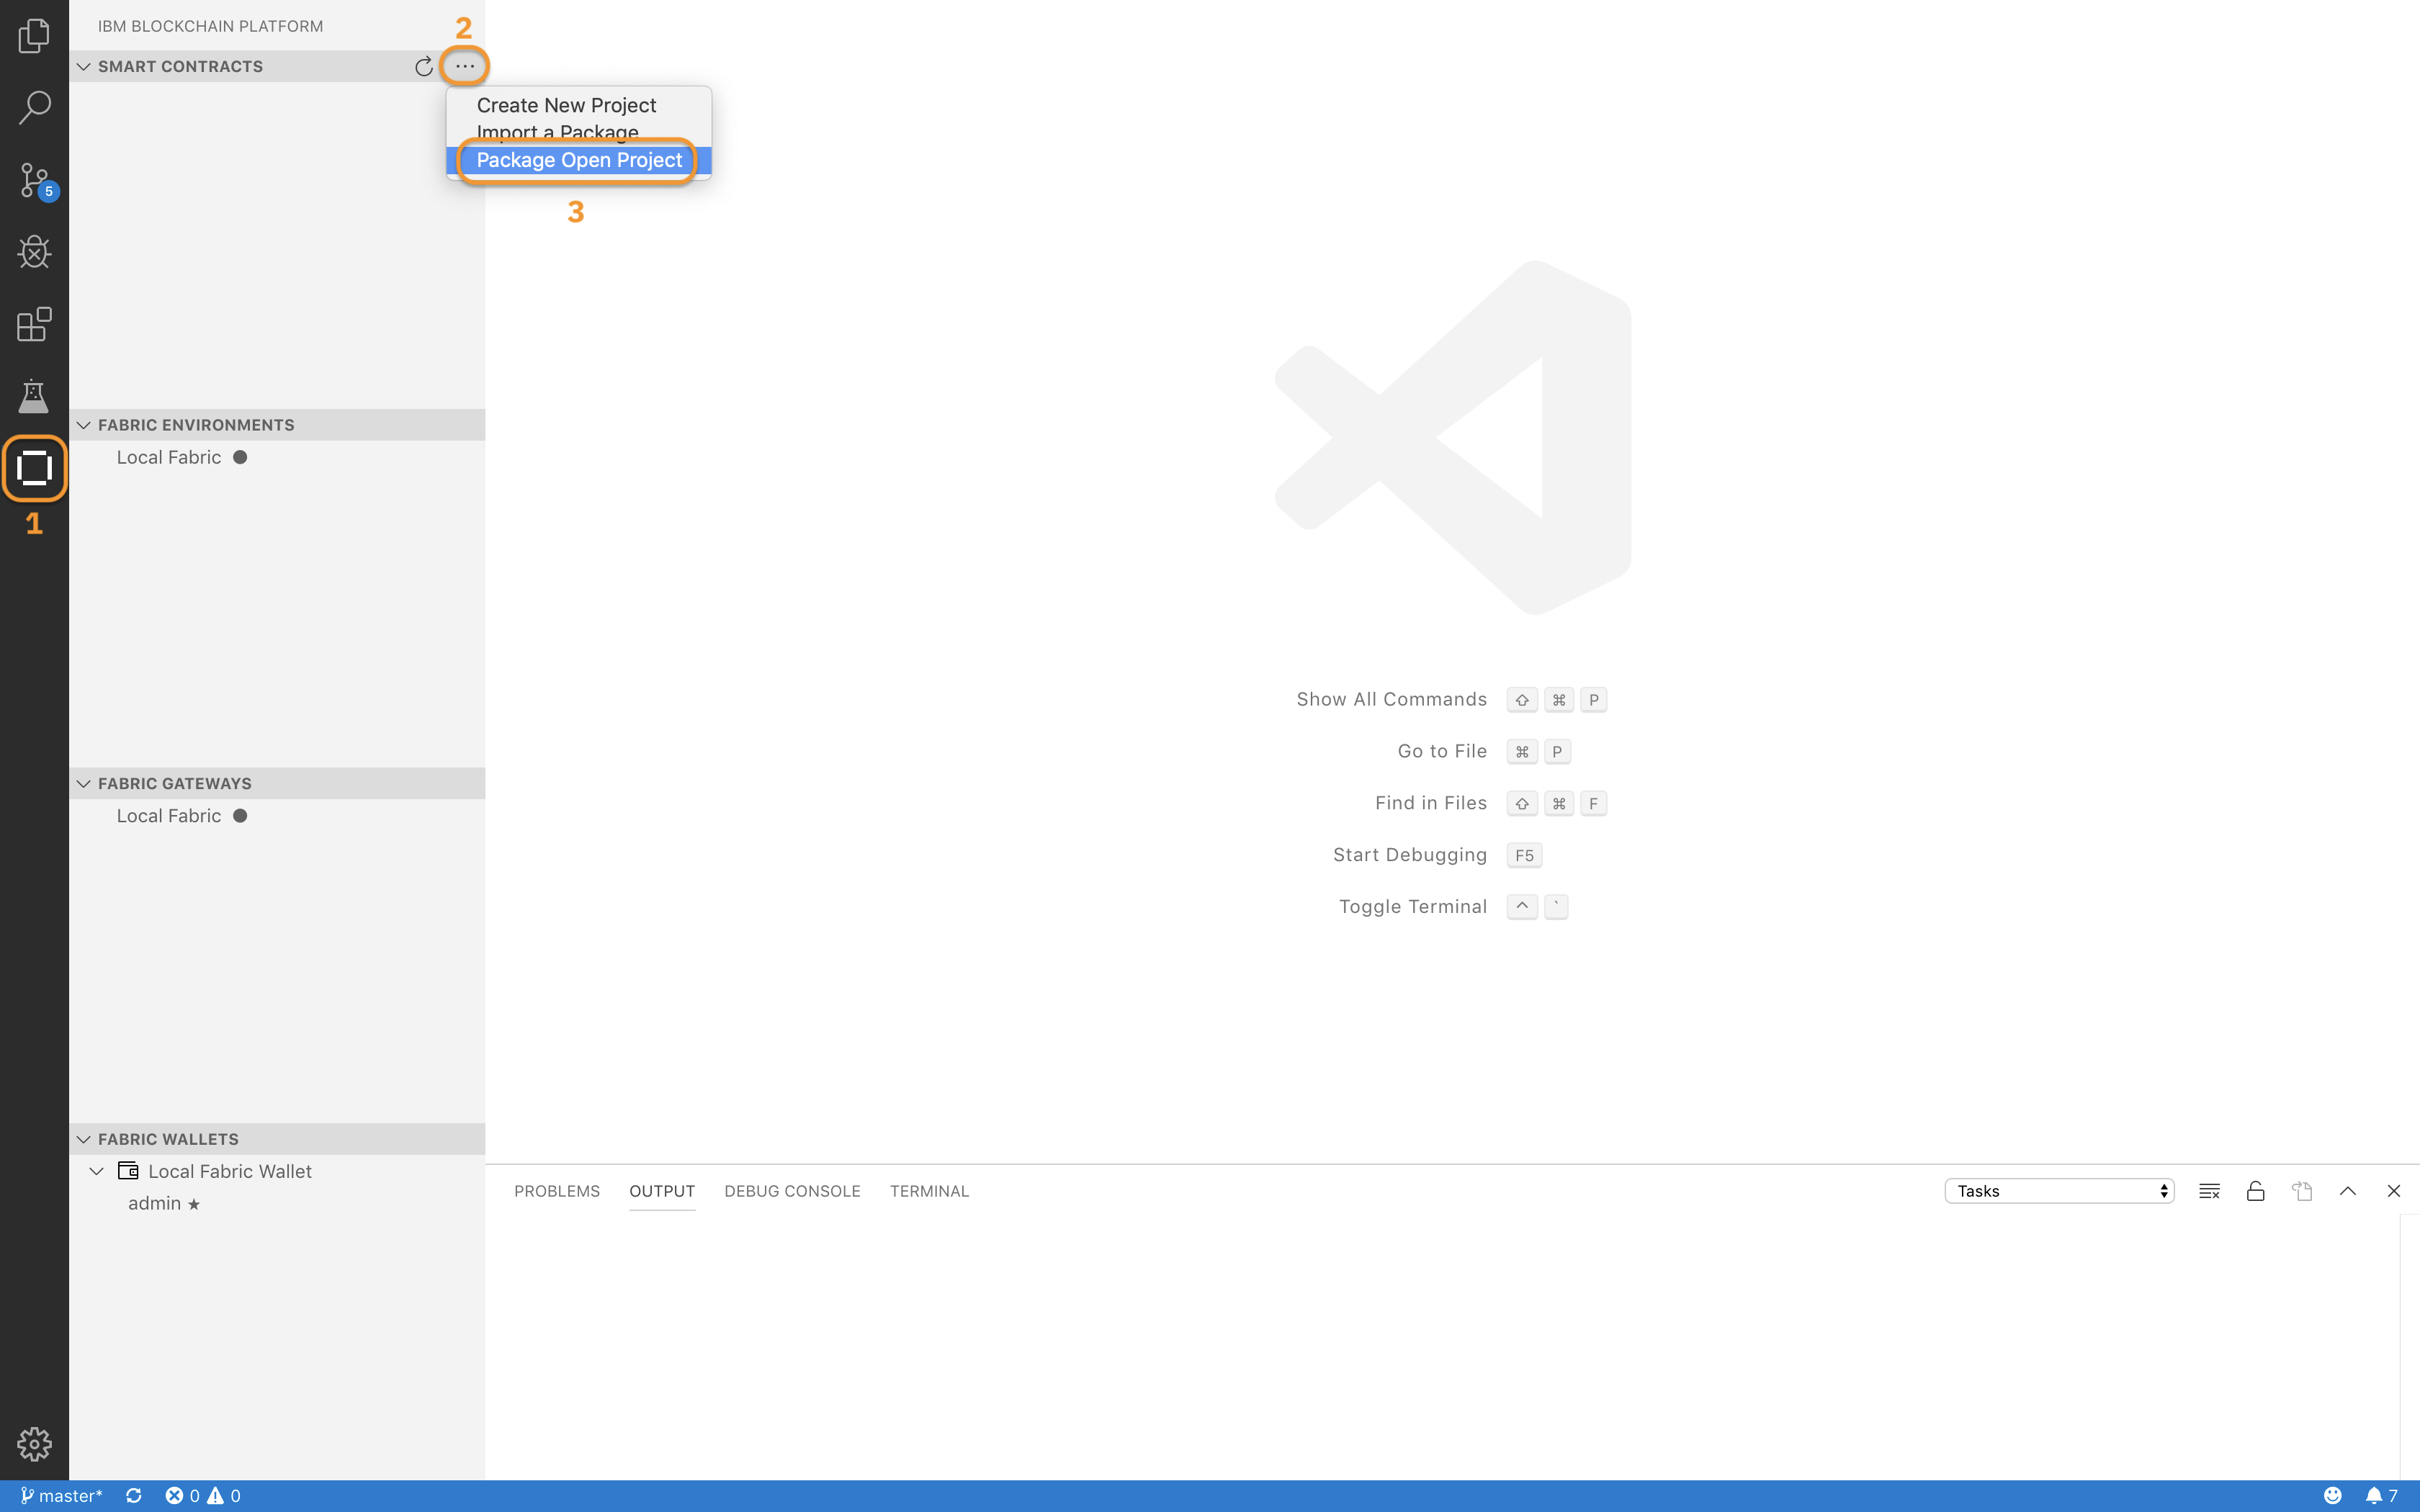 IBM BLOCKCHAIN PLATFORM
2
SMART CONTRACTS
Create New Project
Import a Package
Package Open Project
3
5
FABRIC ENVIRONMENTS
Local Fabric
1
FABRIC GATEWAYS
Local Fabric
FABRIC WALLETS
Local Fabric Wallet
admin ★
Show All Commands ⇧ ⌘ P
Go to File ⌘ P
Find in Files ⇧ ⌘ F
Start Debugging F5
Toggle Terminal ^ `
PROBLEMS OUTPUT DEBUG CONSOLE TERMINAL Tasks
master* 0 0 7